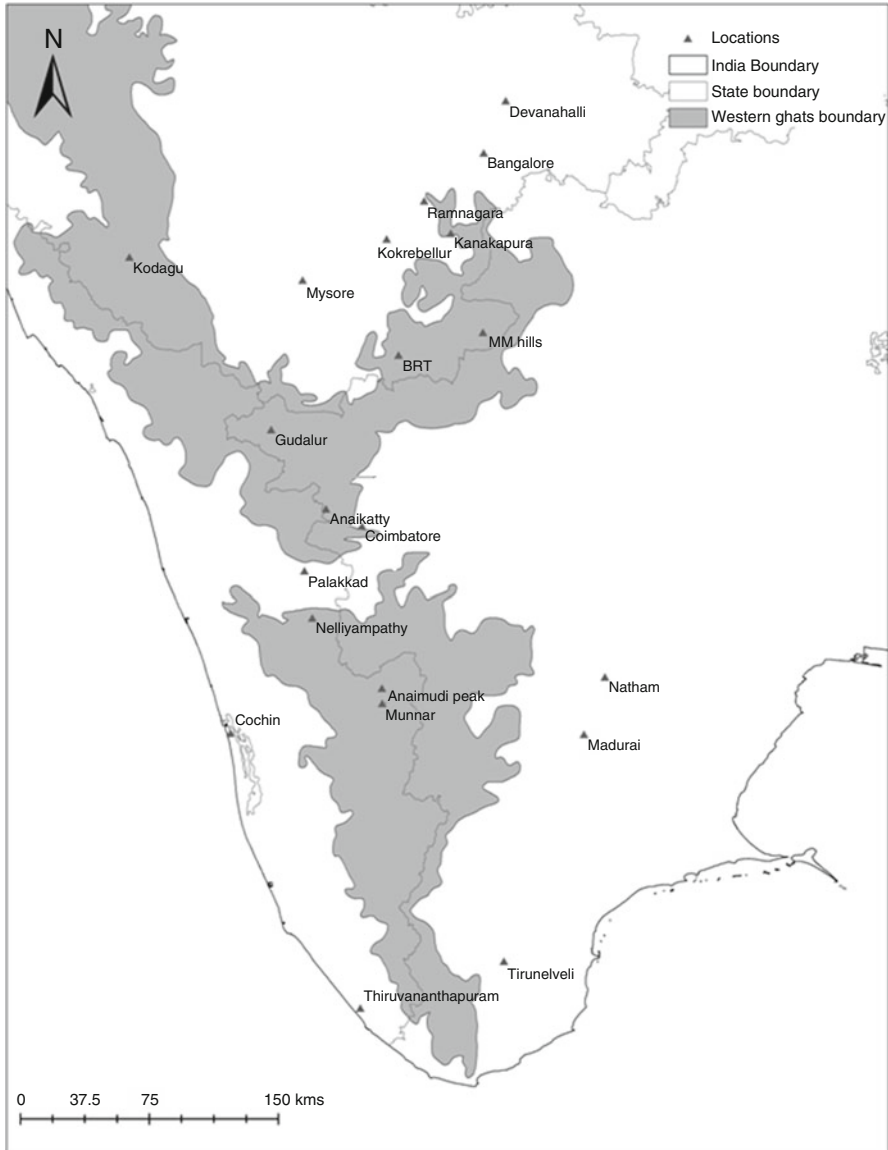 N
Locations
India Boundary
State boundary
Western ghats boundary
Devanahalli
Bangalore
Ramnagara
Kanakapura
Kokrebellur
Kodagu
Mysore
MM hills
BRT
Gudalur
Anaikatty
Coimbatore
Palakkad
Nelliyampathy
Natham
Anaimudi peak
Munnar
Cochin
Madurai
Tirunelveli
Thiruvananthapuram
0 37.5 75 150 kms